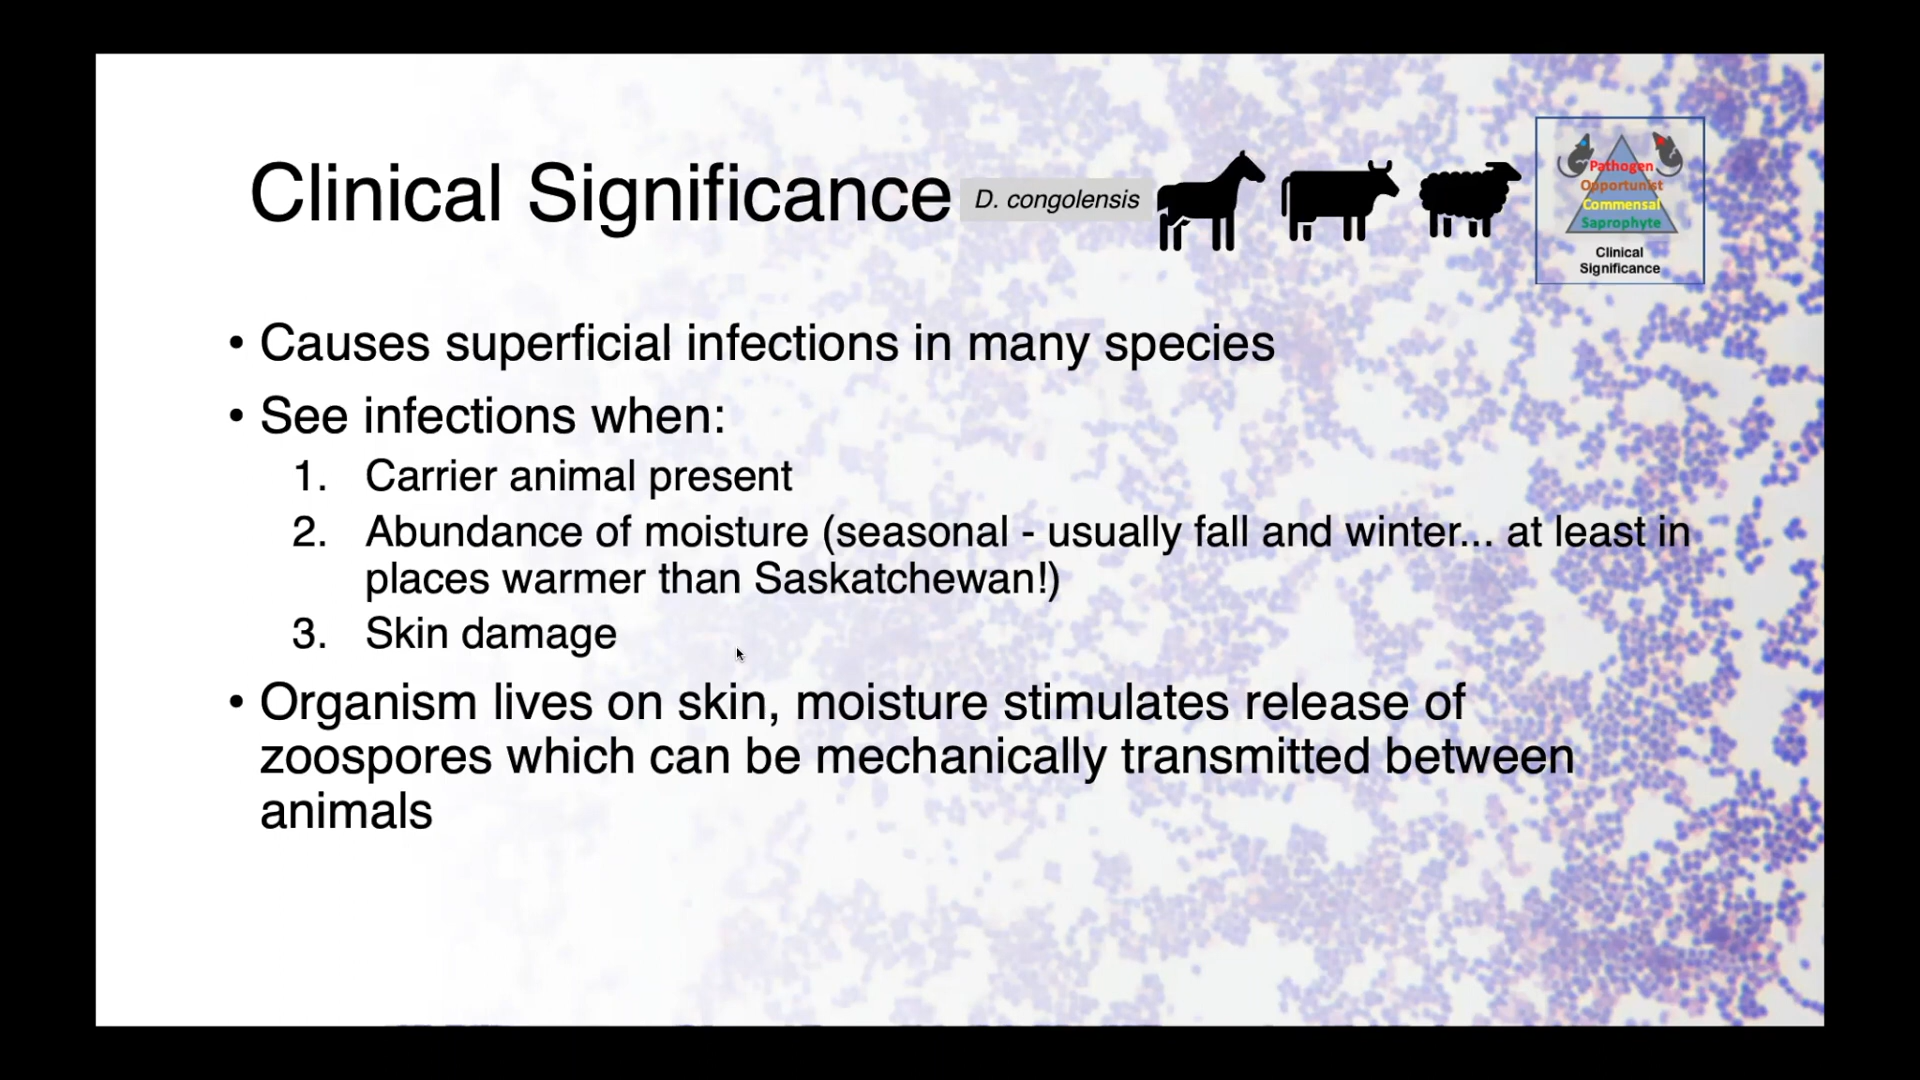 Clinical Significance
D. congolensis
Pathogen
Opportunist
Commensal
Saprophyte
Clinical
Significance
• Causes superficial infections in many species
• See infections when:
1. Carrier animal present
2. Abundance of moisture (seasonal - usually fall and winter... at least in
places warmer than Saskatchewan!)
3. Skin damage
• Organism lives on skin, moisture stimulates release of
zoospores which can be mechanically transmitted between
animals